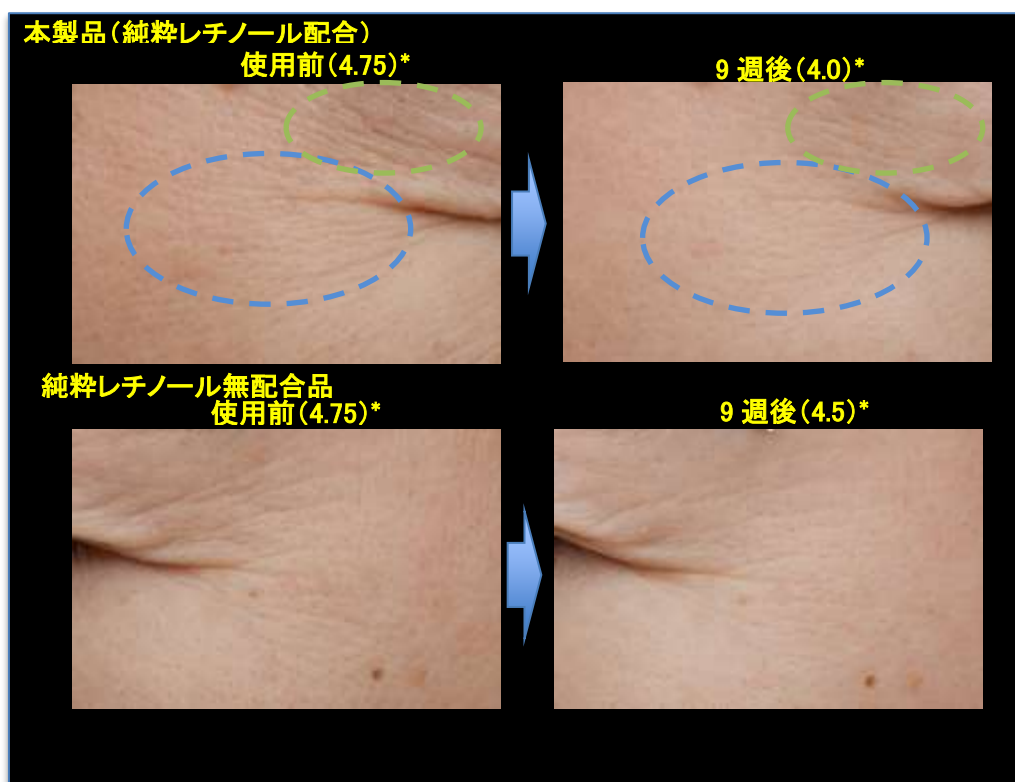 本製品（純粋レチノール配合）
使用前（4.75）*
9 週後（4.0）*
純粋レチノール無配合品
使用前（4.75）*
9 週後（4.5）*